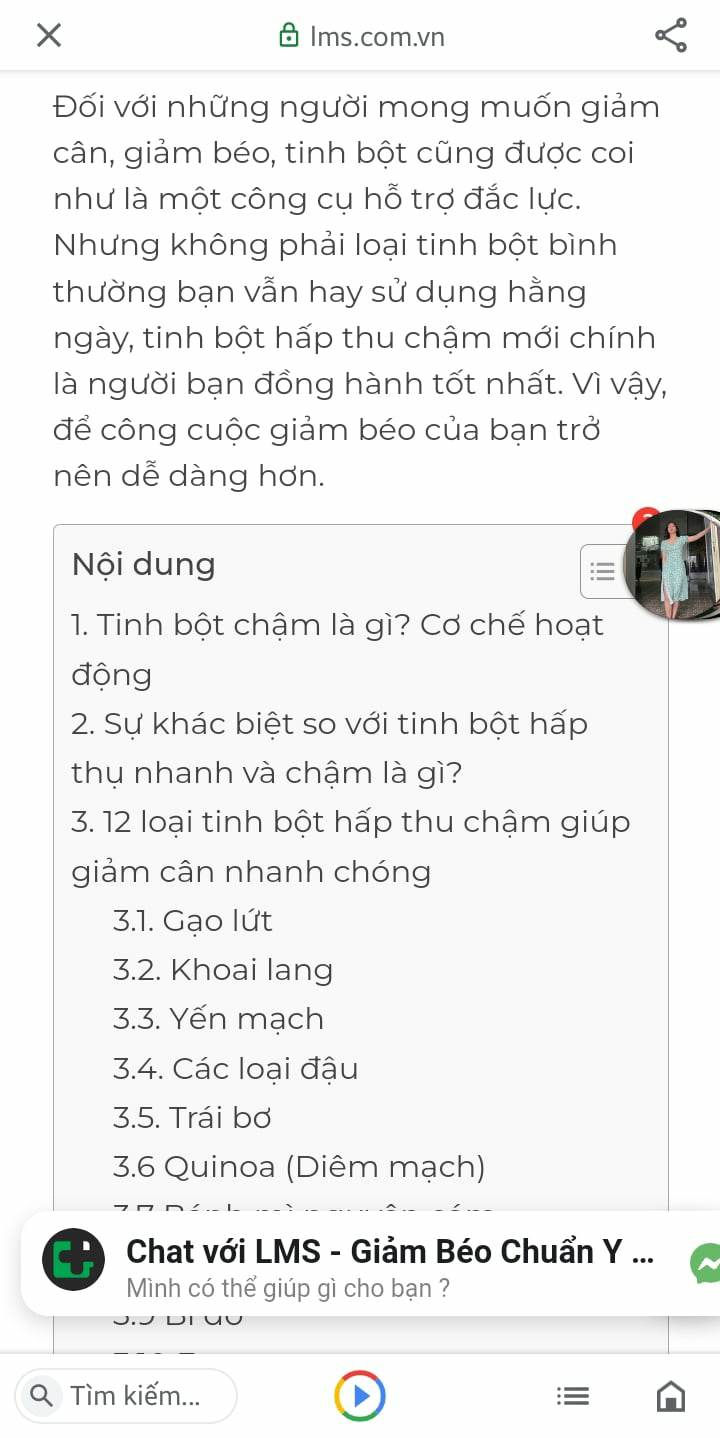 lms.com.vn
Đối với những người mong muốn giảm
cân, giảm béo, tinh bột cũng được coi
như là một công cụ hỗ trợ đắc lực.
Nhưng không phải loại tinh bột bình
thường bạn vẫn hay sử dụng hằng
ngày, tinh bột hấp thu chậm mới chính
là người bạn đồng hành tốt nhất. Vì vậy,
để công cuộc giảm béo của bạn trở
nên dễ dàng hơn.
Nội dung
1. Tinh bột chậm là gì? Cơ chế hoạt
động
2. Sự khác biệt so với tinh bột hấp
thụ nhanh và chậm là gì?
3. 12 loại tinh bột hấp thu chậm giúp
giảm cân nhanh chóng
3.1. Gạo lứt
3.2. Khoai lang
3.3. Yến mạch
3.4. Các loại đậu
3.5. Trái bơ
3.6 Quinoa (Diêm mạch)
Chat với LMS - Giảm Béo Chuẩn Y ...
Mình có thể giúp gì cho bạn ?
Tìm kiếm...